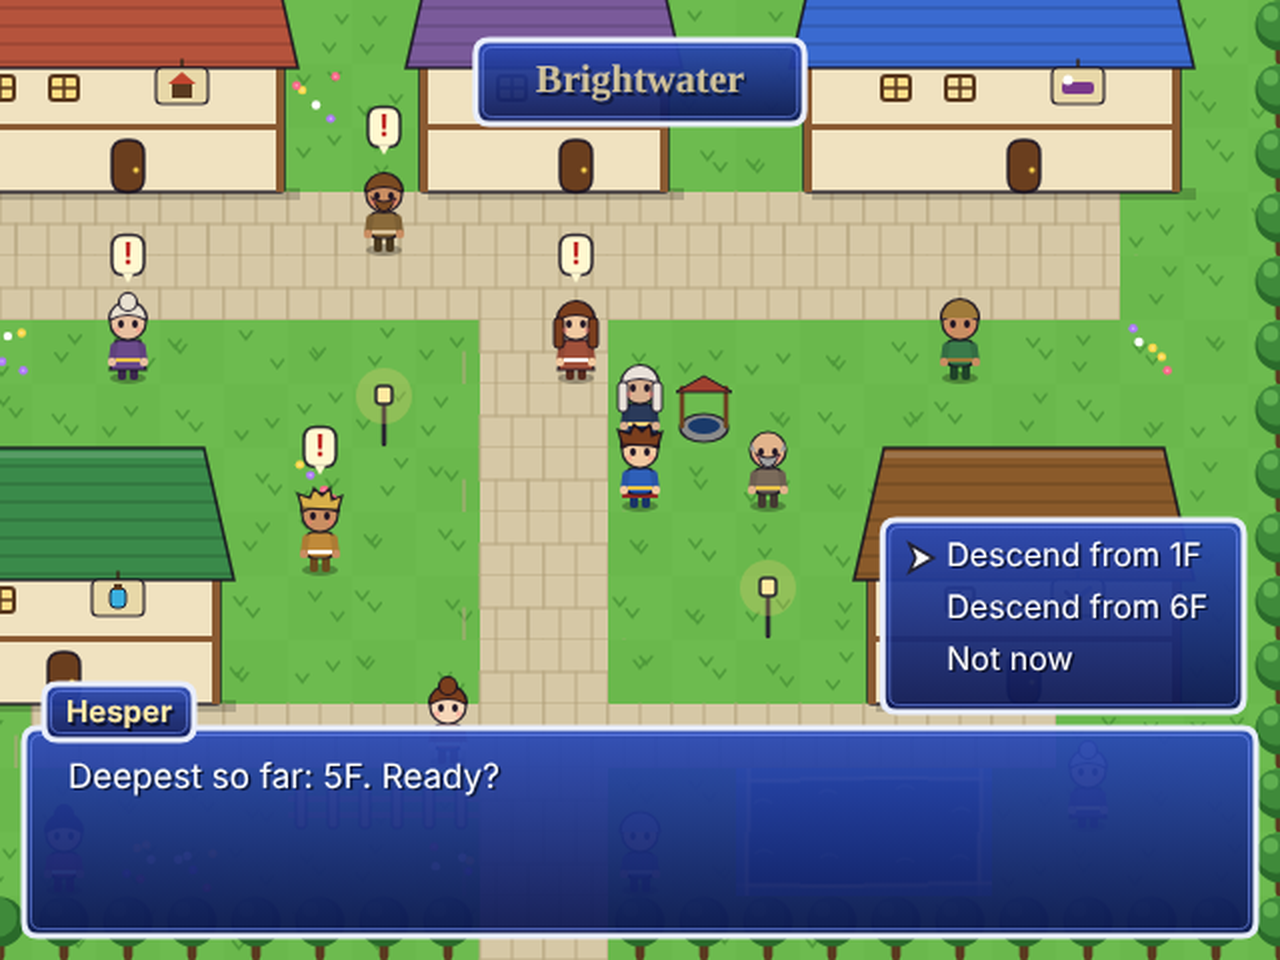 Brightwater
!
!
!
!
Descend from 1F
Descend from 6F
Not now
Hesper
Deepest so far: 5F. Ready?